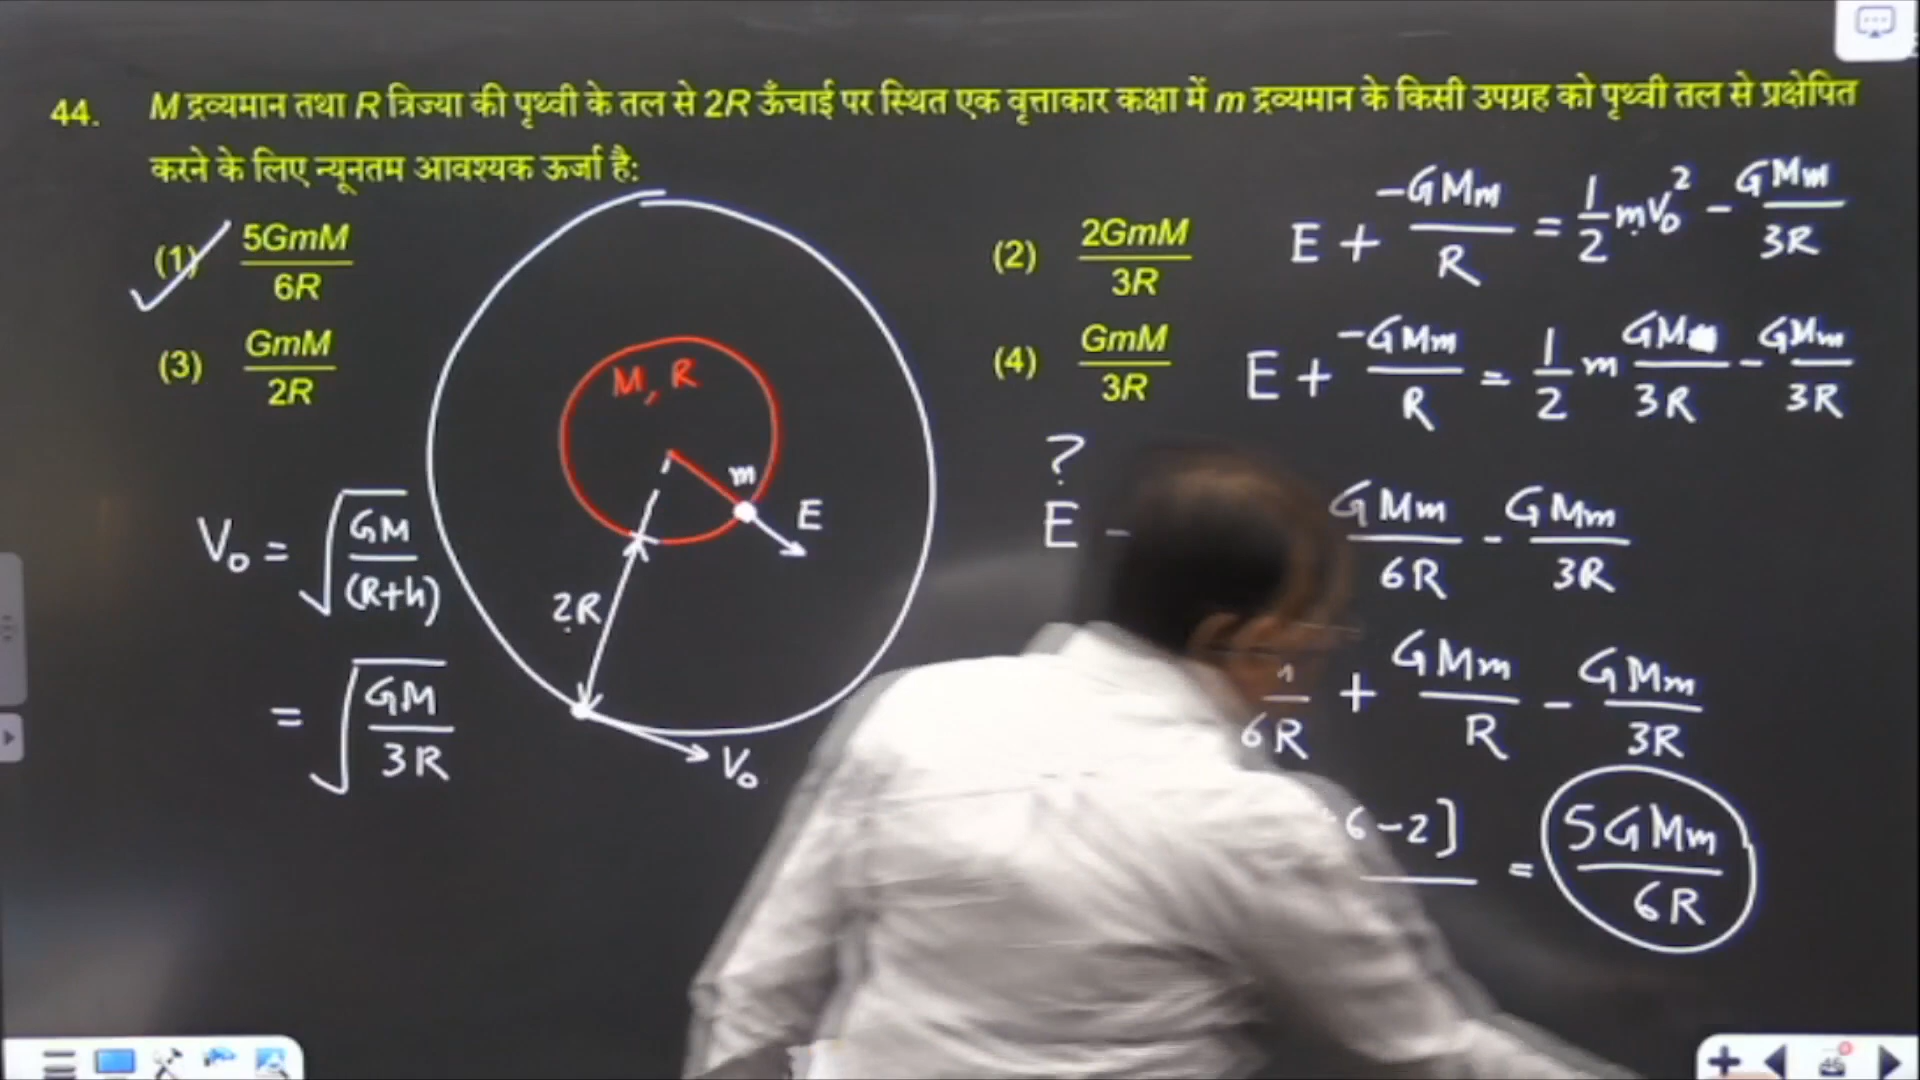 44. M द्रव्यमान तथा R त्रिज्या की पृथ्वी के तल से 2R ऊँचाई पर स्थित एक वृत्ताकार कक्षा में m द्रव्यमान के किसी उपग्रह को पृथ्वी तल से प्रक्षेपित
करने के लिए न्यूनतम आवश्यक ऊर्जा है:
(1) 5GmM/6R
(2) 2GmM/3R
(3) GmM/2R
(4) GmM/3R
M, R
m
E
2R
V₀
V₀ = √(GM/(R+h))
= √(GM/3R)
E + -GMm/R = 1/2 mV₀² - GMm/3R
E + -GMm/R = 1/2 m GM/3R - GMm/3R
?
E - GMm/6R - GMm/3R
6R + GMm/R - GMm/3R
6-2] = 5GMm/6R